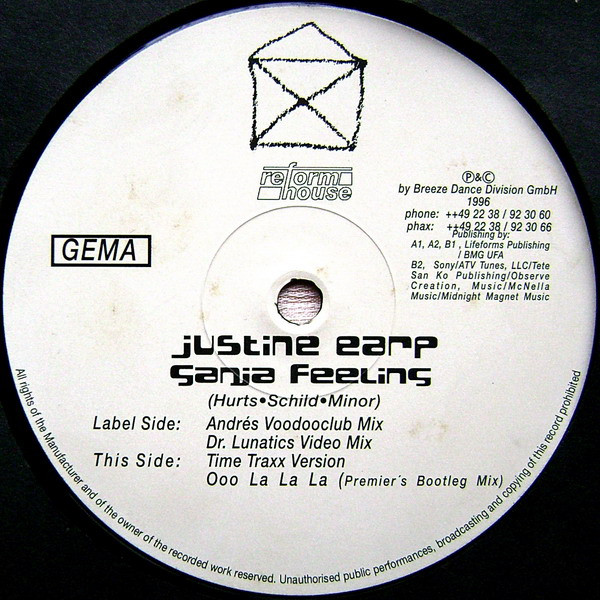 reform
house
℗&©
by Breeze Dance Division GmbH
1996
phone: ++49 22 38 / 92 30 60
phax: ++49 22 38 / 92 30 66
Publishing by:
A1, A2, B1 , Lifeforms Publishing
/ BMG UFA
B2, Sony/ATV Tunes, LLC/Tete
San Ko Publishing/Observe
Creation, Music/McNella
Music/Midnight Magnet Music
GEMA
justine earp
Ganja Feeling
(Hurts•Schild•Minor)
Label Side: Andrés Voodooclub Mix
Dr. Lunatics Video Mix
This Side: Time Traxx Version
Ooo La La La (Premier´s Bootleg Mix)
All rights of the Manufacturer and of the owner of the recorded work reserved. Unauthorised public performances, broadcasting and copying of this record prohibited